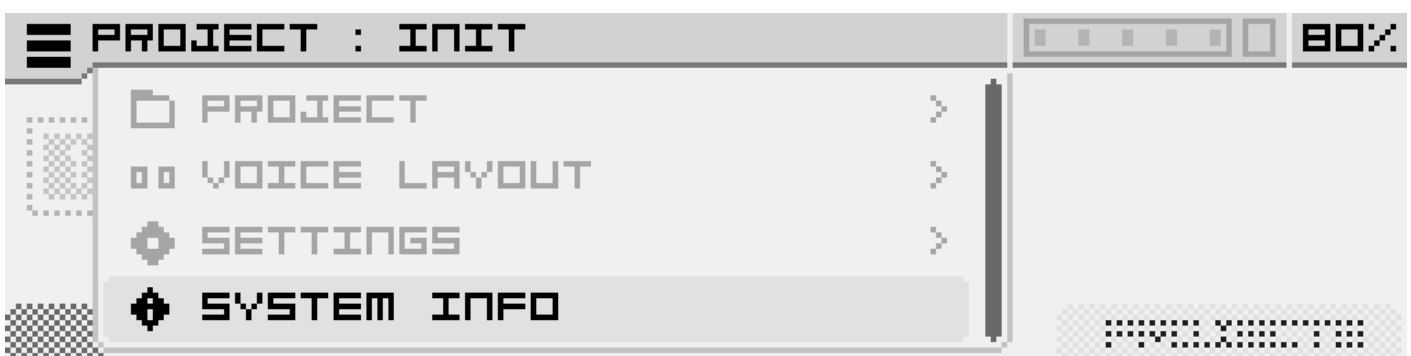 PROJECT : INIT
80%
PROJECT >
VOICE LAYOUT >
SETTINGS >
SYSTEM INFO